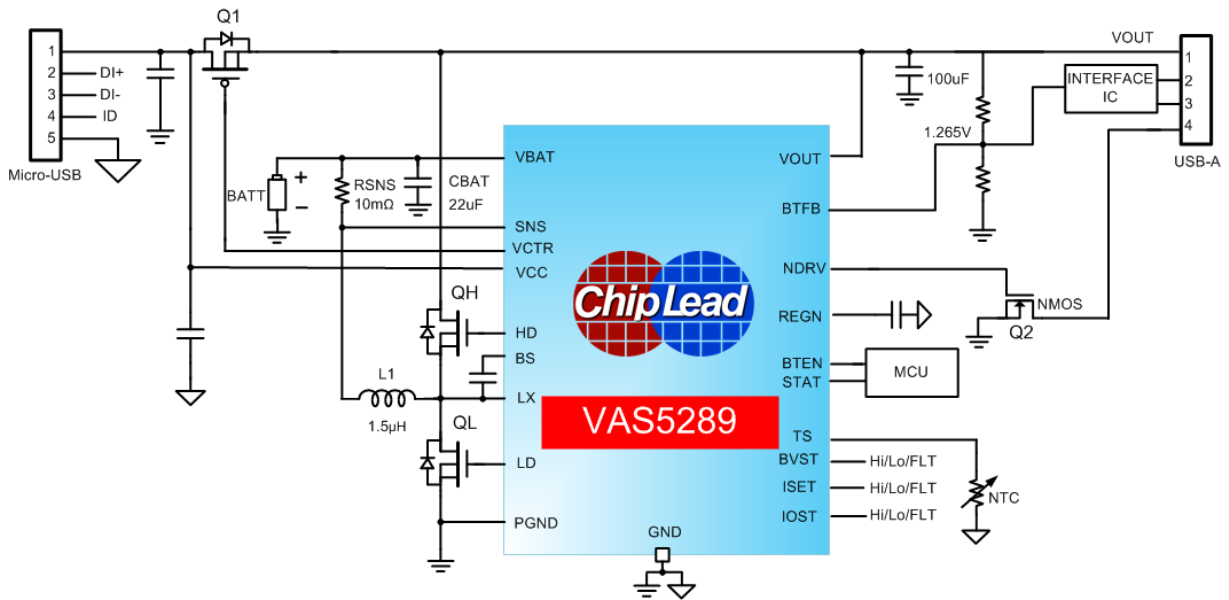 Q1
VOUT
1
2
3
4
5
DI+
DI-
ID
Micro-USB
100uF
INTERFACE
IC
1
2
3
4
USB-A
1.265V
BATT
+
–
RSNS
10mΩ
CBAT
22uF
VBAT
SNS
VCTR
VCC
HD
BS
LX
LD
PGND
QH
QL
L1
1.5µH
ChipLead
VAS5289
GND
VOUT
BTFB
NDRV
REGN
BTEN
STAT
TS
BVST
ISET
IOST
NMOS
Q2
MCU
Hi/Lo/FLT
Hi/Lo/FLT
Hi/Lo/FLT
NTC